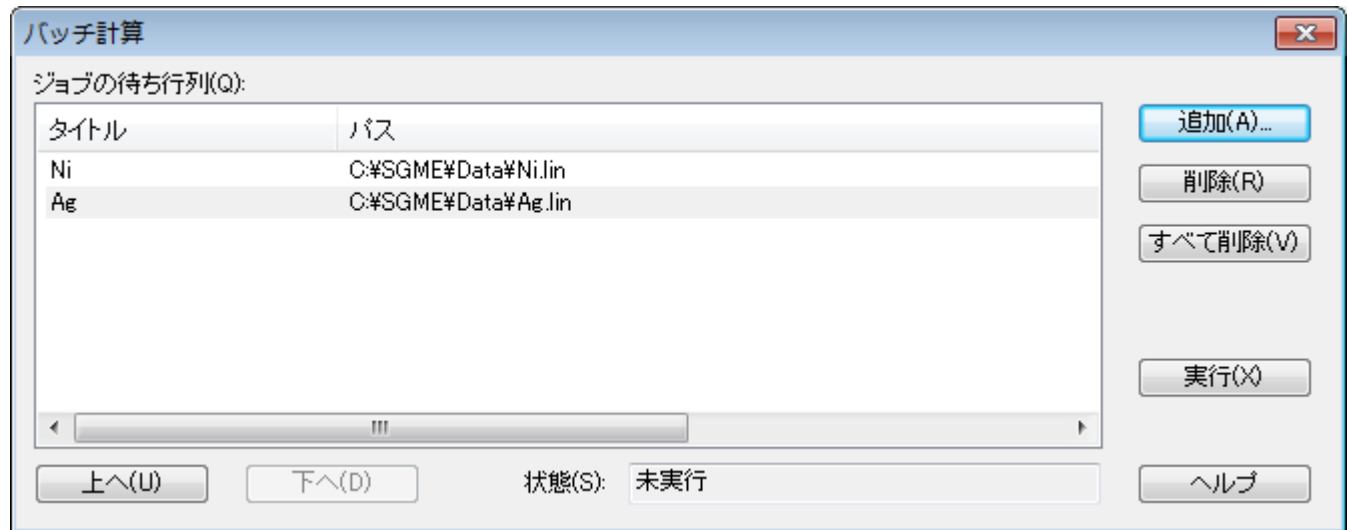 バッチ計算
ジョブの待ち行列(Q):
タイトル パス
Ni C:¥SGME¥Data¥Ni.lin
Ag C:¥SGME¥Data¥Ag.lin
追加(A)...
削除(R)
すべて削除(V)
実行(X)
上へ(U) 下へ(D) 状態(S): 未実行 ヘルプ